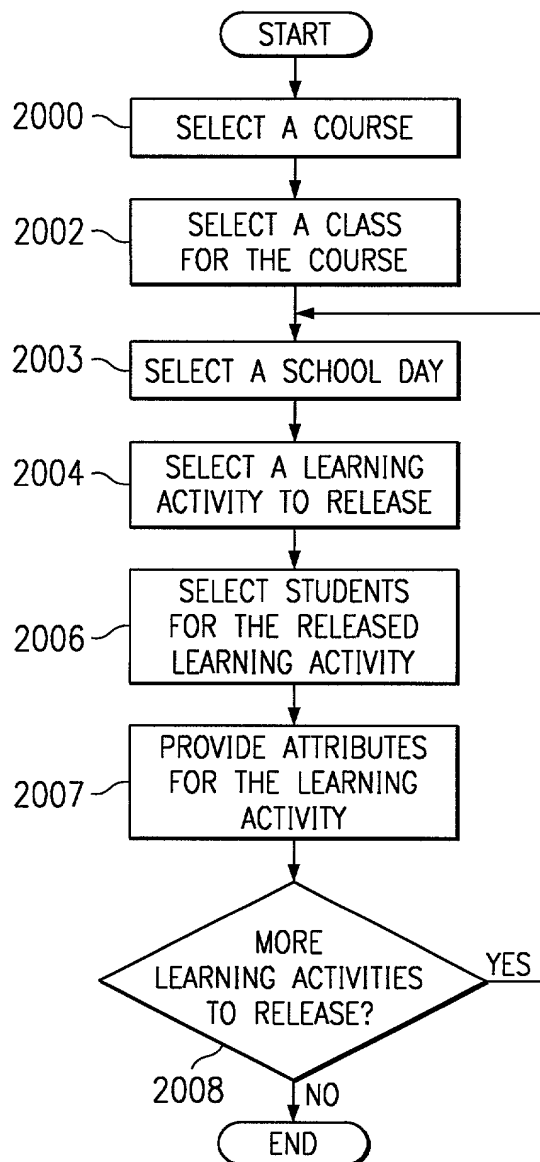 START
2000
SELECT A COURSE
2002
SELECT A CLASS
FOR THE COURSE
2003
SELECT A SCHOOL DAY
2004
SELECT A LEARNING
ACTIVITY TO RELEASE
2006
SELECT STUDENTS
FOR THE RELEASED
LEARNING ACTIVITY
2007
PROVIDE ATTRIBUTES
FOR THE LEARNING
ACTIVITY
MORE
LEARNING ACTIVITIES
TO RELEASE?
YES
2008
NO
END